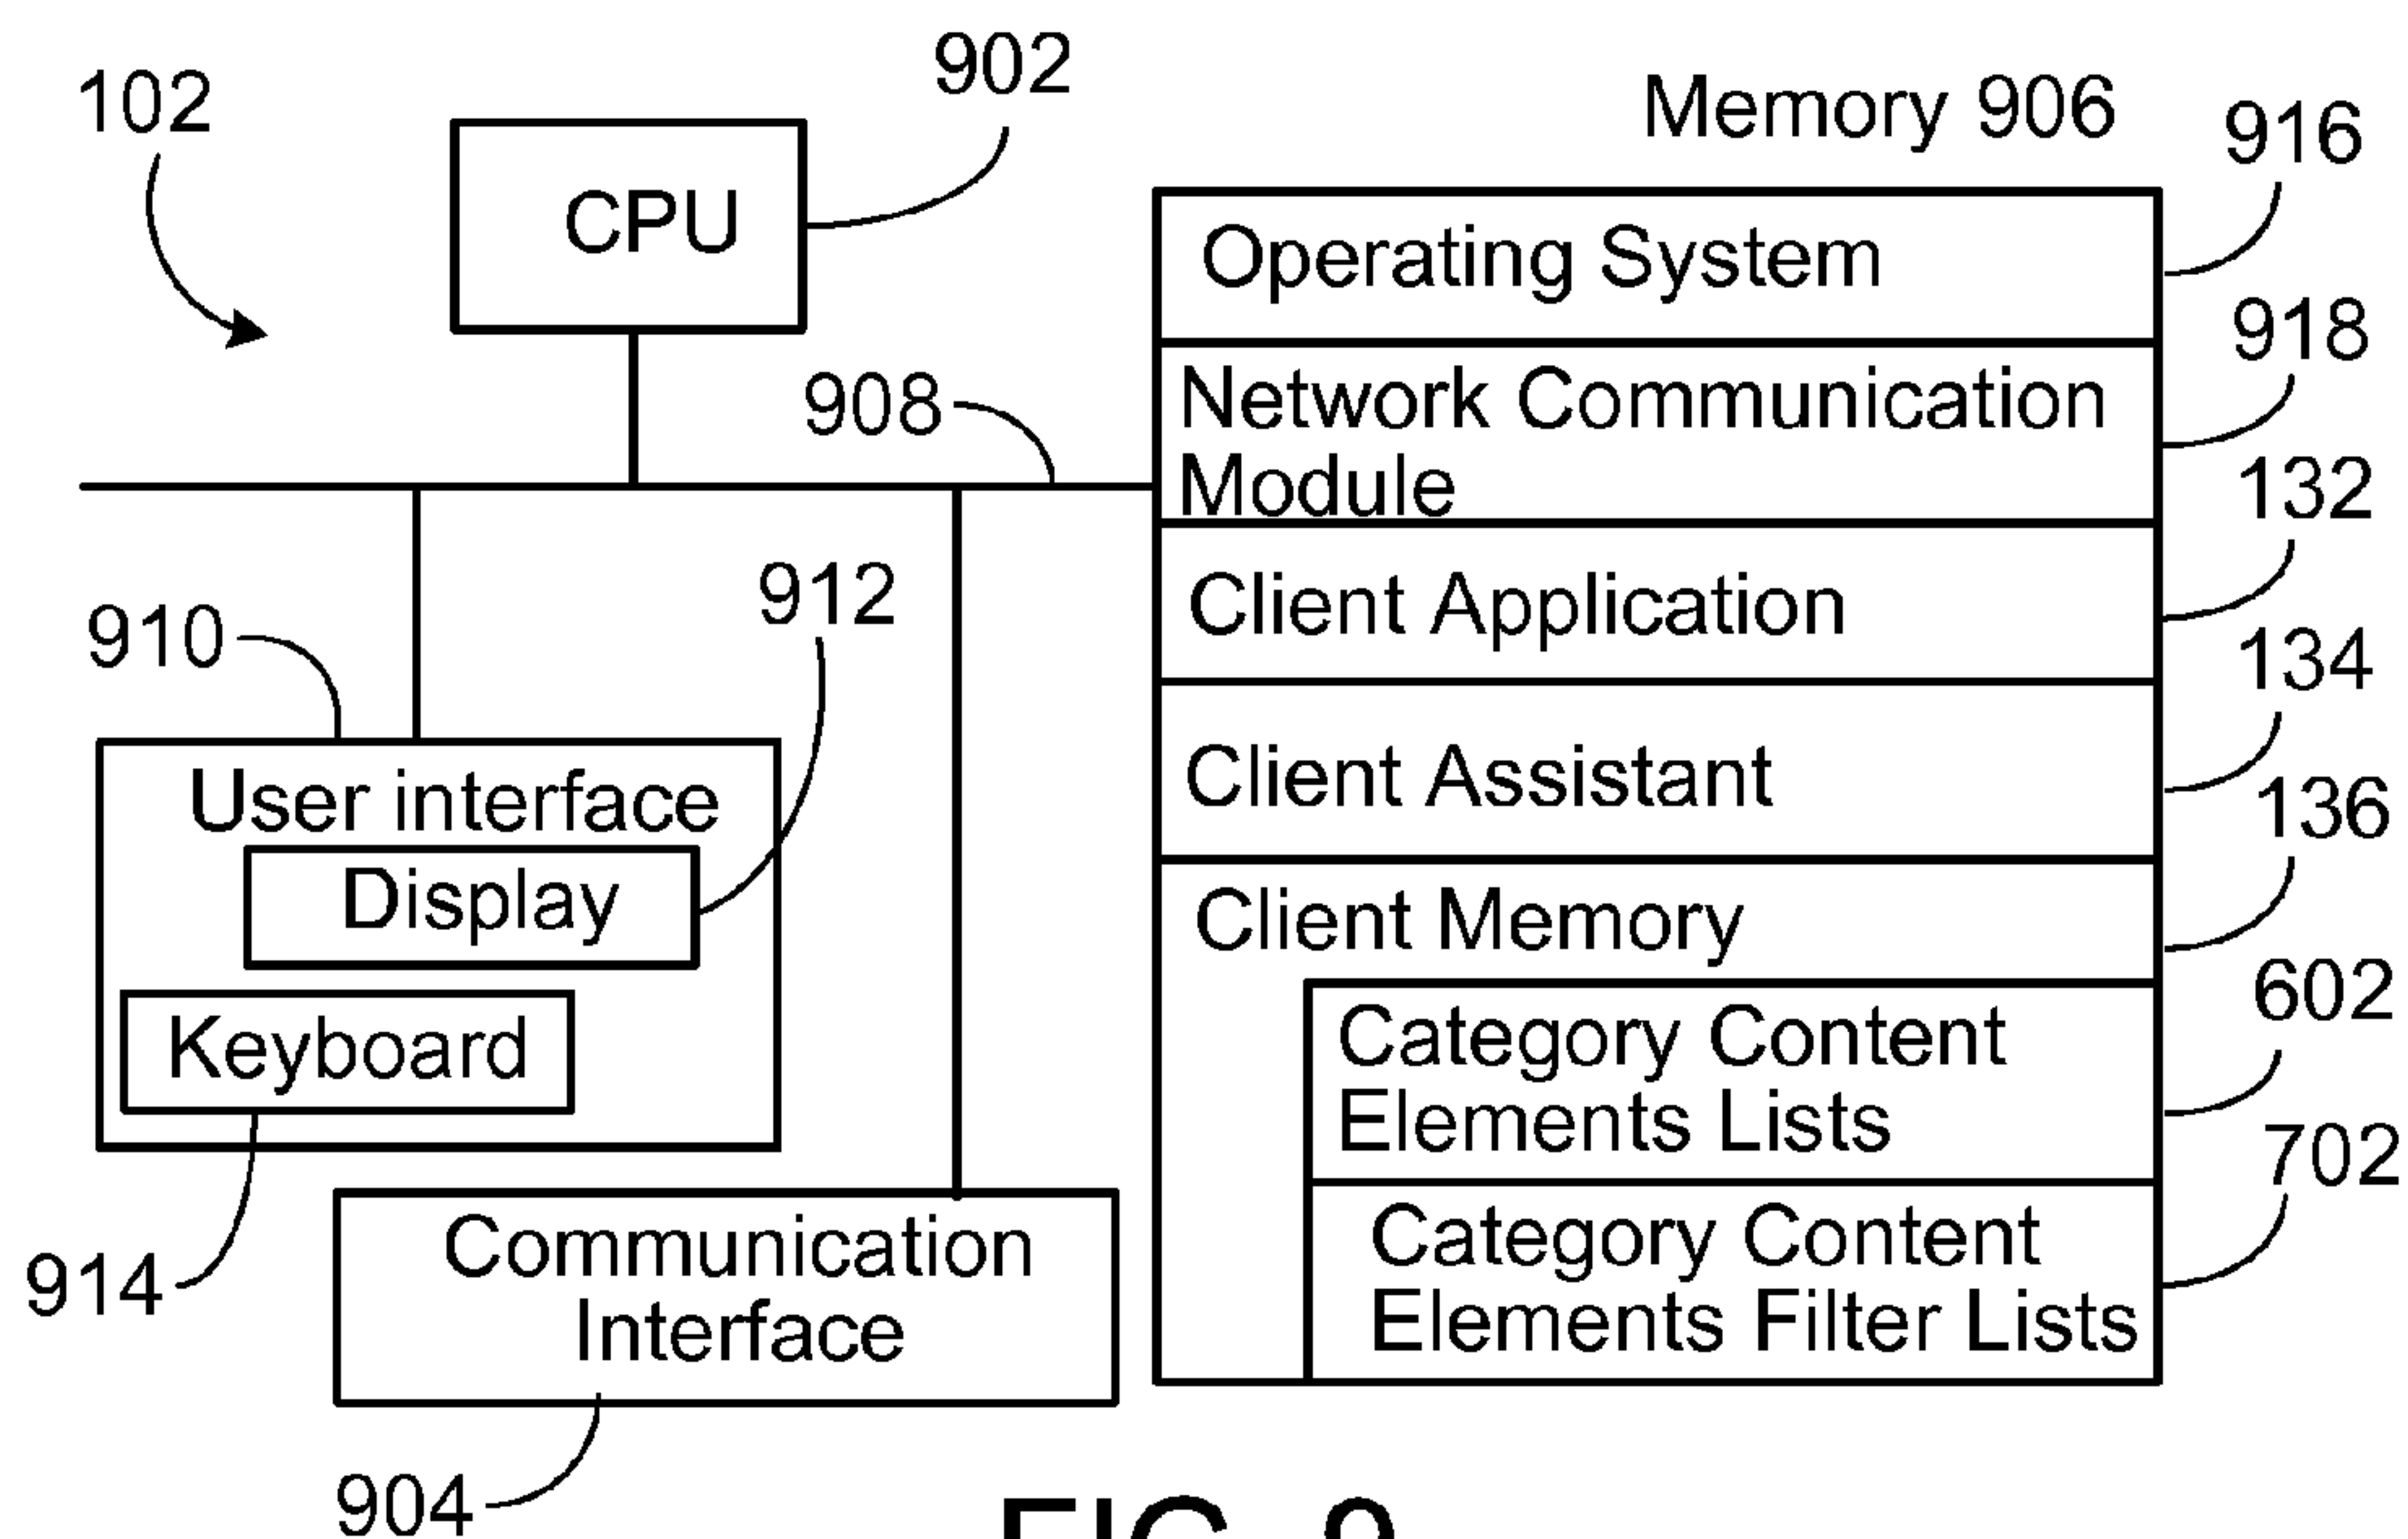 102
902
CPU
Memory 906
916
Operating System
918
908
Network Communication
Module
132
Client Application
134
Client Assistant
136
Client Memory
602
Category Content
Elements Lists
702
Category Content
Elements Filter Lists
910
912
User interface
Display
Keyboard
914
Communication
Interface
904